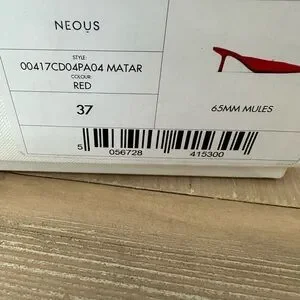 NEOUS
STYLE:
00417CD04PA04 MATAR
COLOUR
RED
37
65MM MULES
5 056728 415300